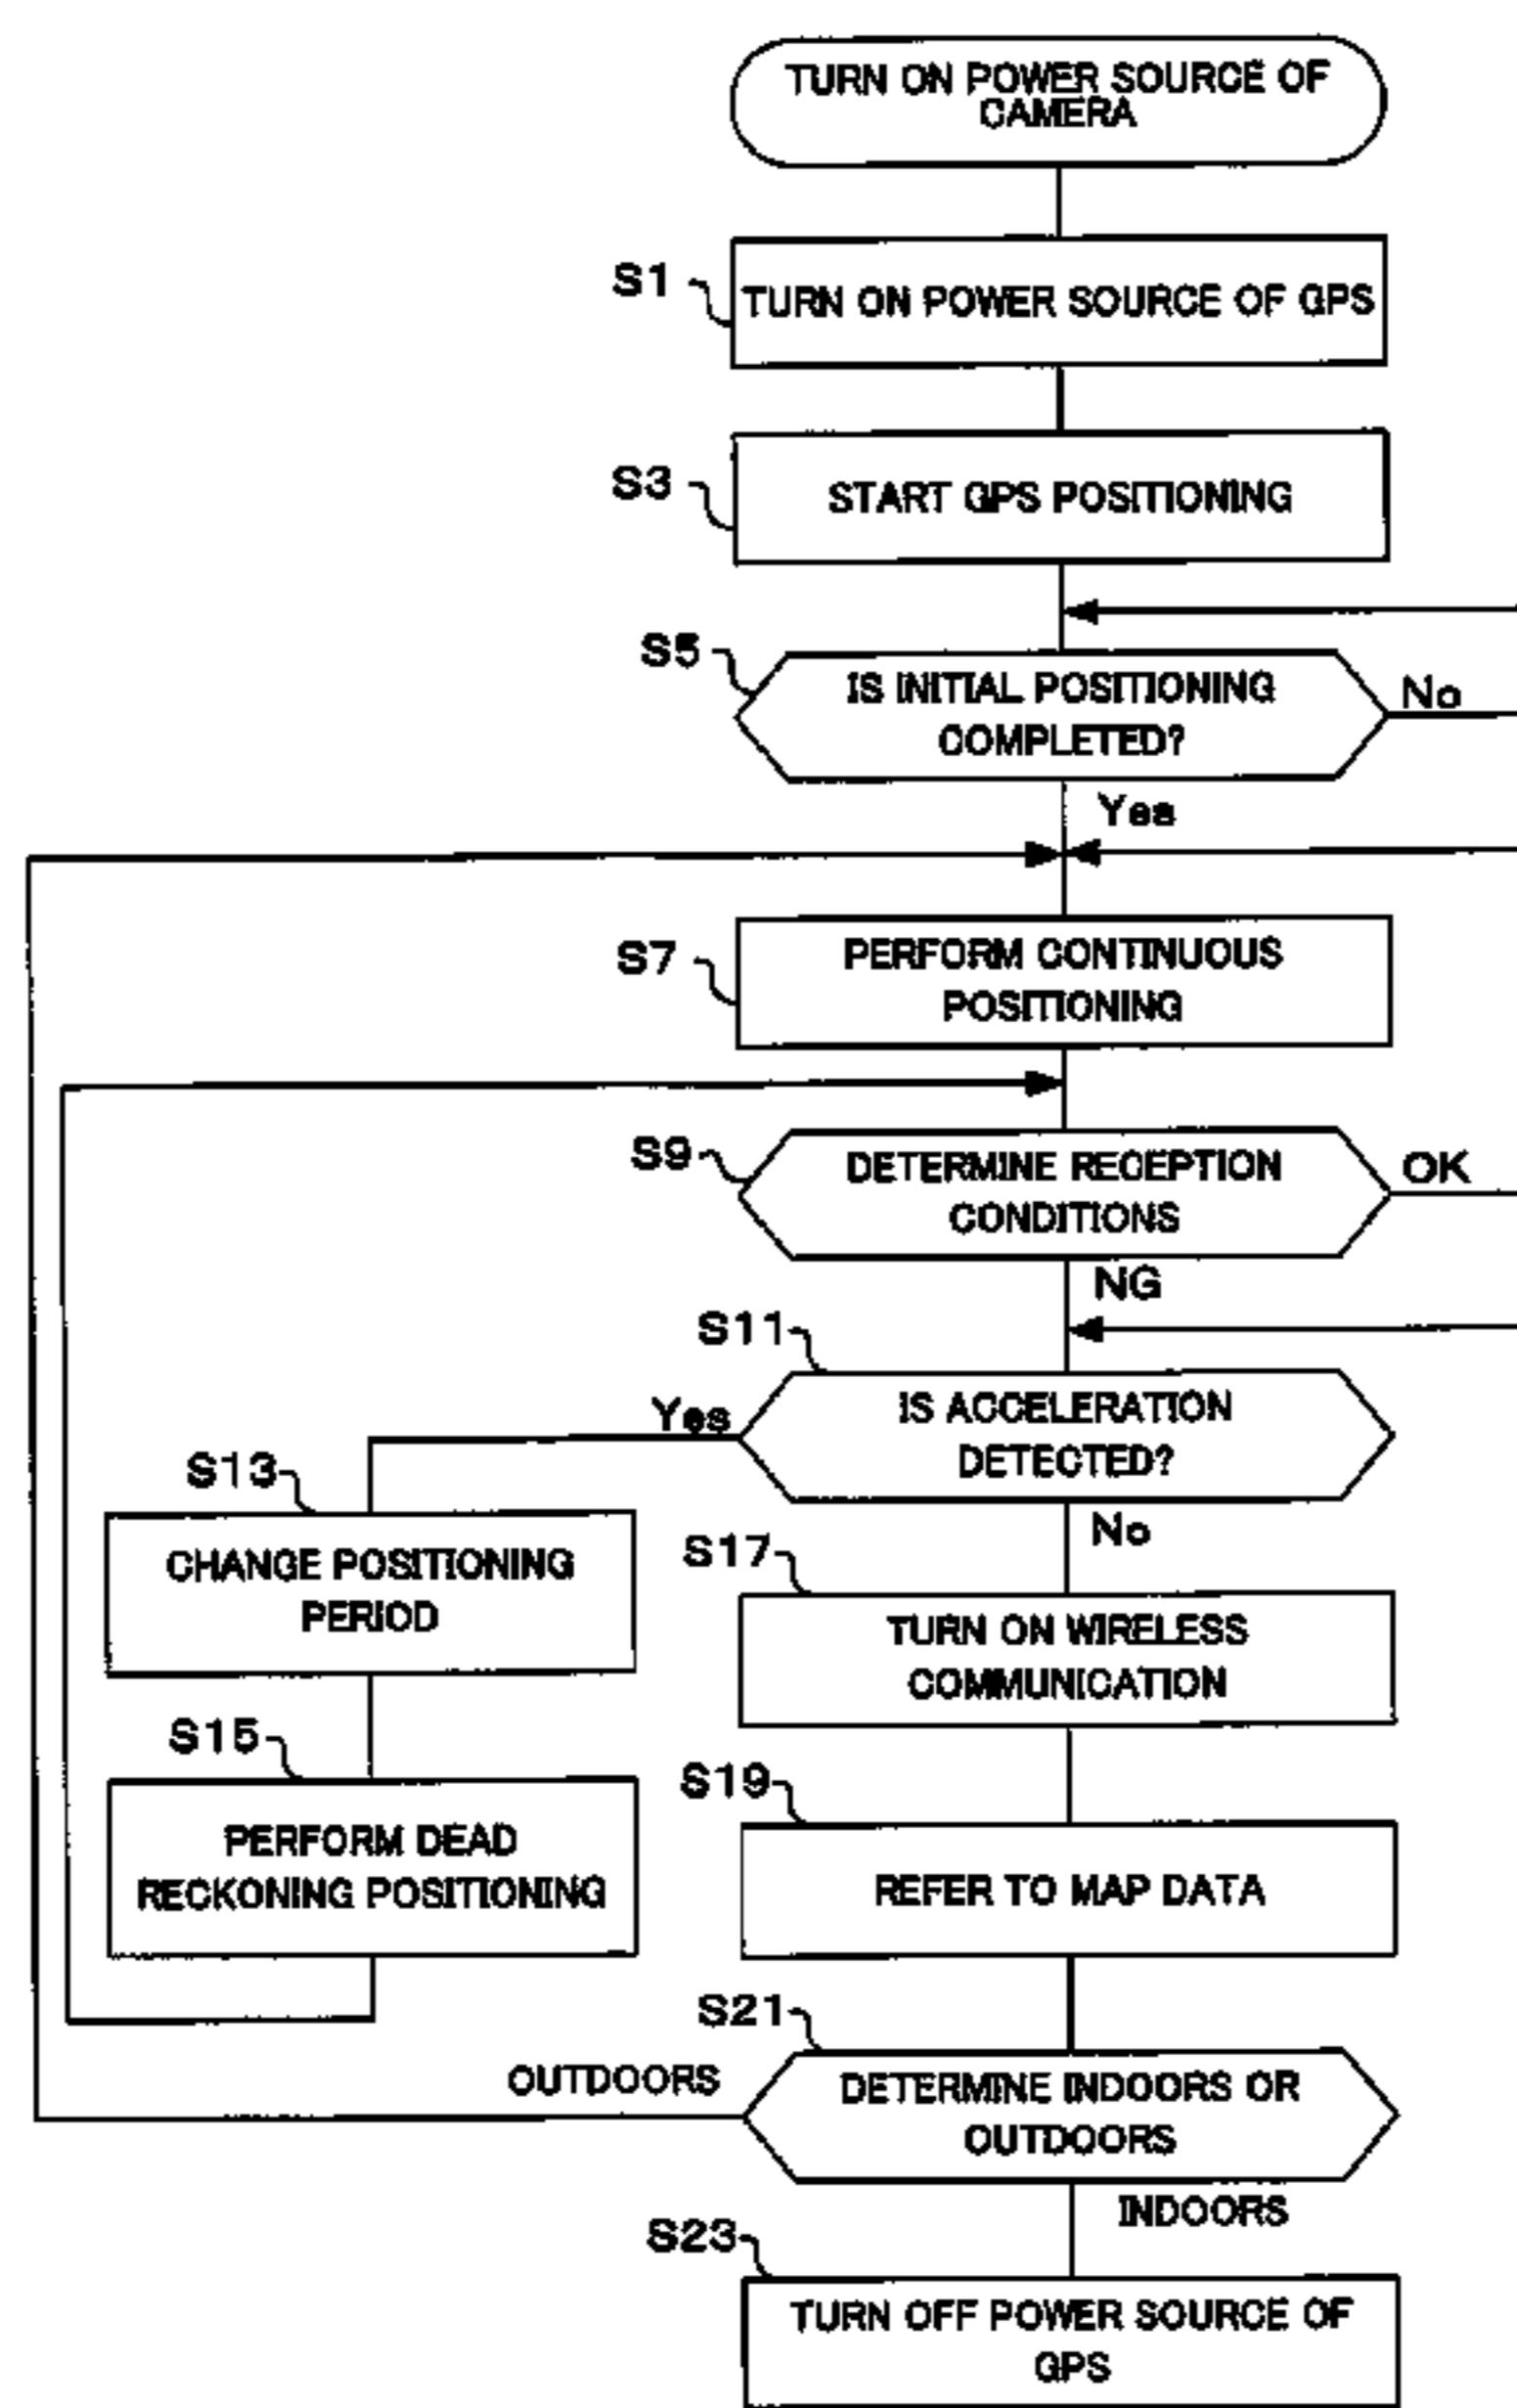 TURN ON POWER SOURCE OF
CAMERA
S1
TURN ON POWER SOURCE OF GPS
S3
START GPS POSITIONING
S5
IS INITIAL POSITIONING
COMPLETED?
No
Yes
S7
PERFORM CONTINUOUS
POSITIONING
S9
DETERMINE RECEPTION
CONDITIONS
OK
NG
S11
IS ACCELERATION
DETECTED?
Yes
No
S13
CHANGE POSITIONING
PERIOD
S15
PERFORM DEAD
RECKONING POSITIONING
S17
TURN ON WIRELESS
COMMUNICATION
S19
REFER TO MAP DATA
S21
DETERMINE INDOORS OR
OUTDOORS
OUTDOORS
INDOORS
S23
TURN OFF POWER SOURCE OF
GPS